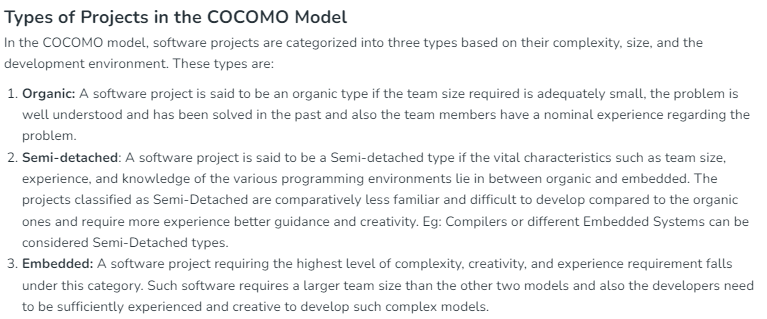 Types of Projects in the COCOMO Model
In the COCOMO model, software projects are categorized into three types based on their complexity, size, and the
development environment. These types are:
1. Organic: A software project is said to be an organic type if the team size required is adequately small, the problem is
well understood and has been solved in the past and also the team members have a nominal experience regarding the
problem.
2. Semi-detached: A software project is said to be a Semi-detached type if the vital characteristics such as team size,
experience, and knowledge of the various programming environments lie in between organic and embedded. The
projects classified as Semi-Detached are comparatively less familiar and difficult to develop compared to the organic
ones and require more experience better guidance and creativity. Eg: Compilers or different Embedded Systems can be
considered Semi-Detached types.
3. Embedded: A software project requiring the highest level of complexity, creativity, and experience requirement falls
under this category. Such software requires a larger team size than the other two models and also the developers need
to be sufficiently experienced and creative to develop such complex models.